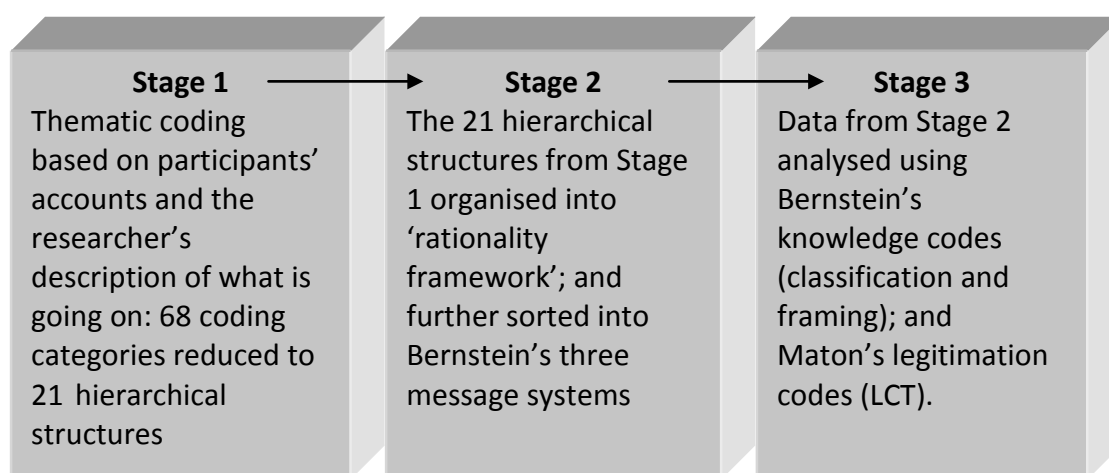 Stage 1
Thematic coding
based on participants’
accounts and the
researcher’s
description of what is
going on: 68 coding
categories reduced to
21 hierarchical
structures
Stage 2
The 21 hierarchical
structures from Stage
1 organised into
‘rationality
framework’; and
further sorted into
Bernstein’s three
message systems
Stage 3
Data from Stage 2
analysed using
Bernstein’s
knowledge codes
(classification and
framing); and
Maton’s legitimation
codes (LCT).